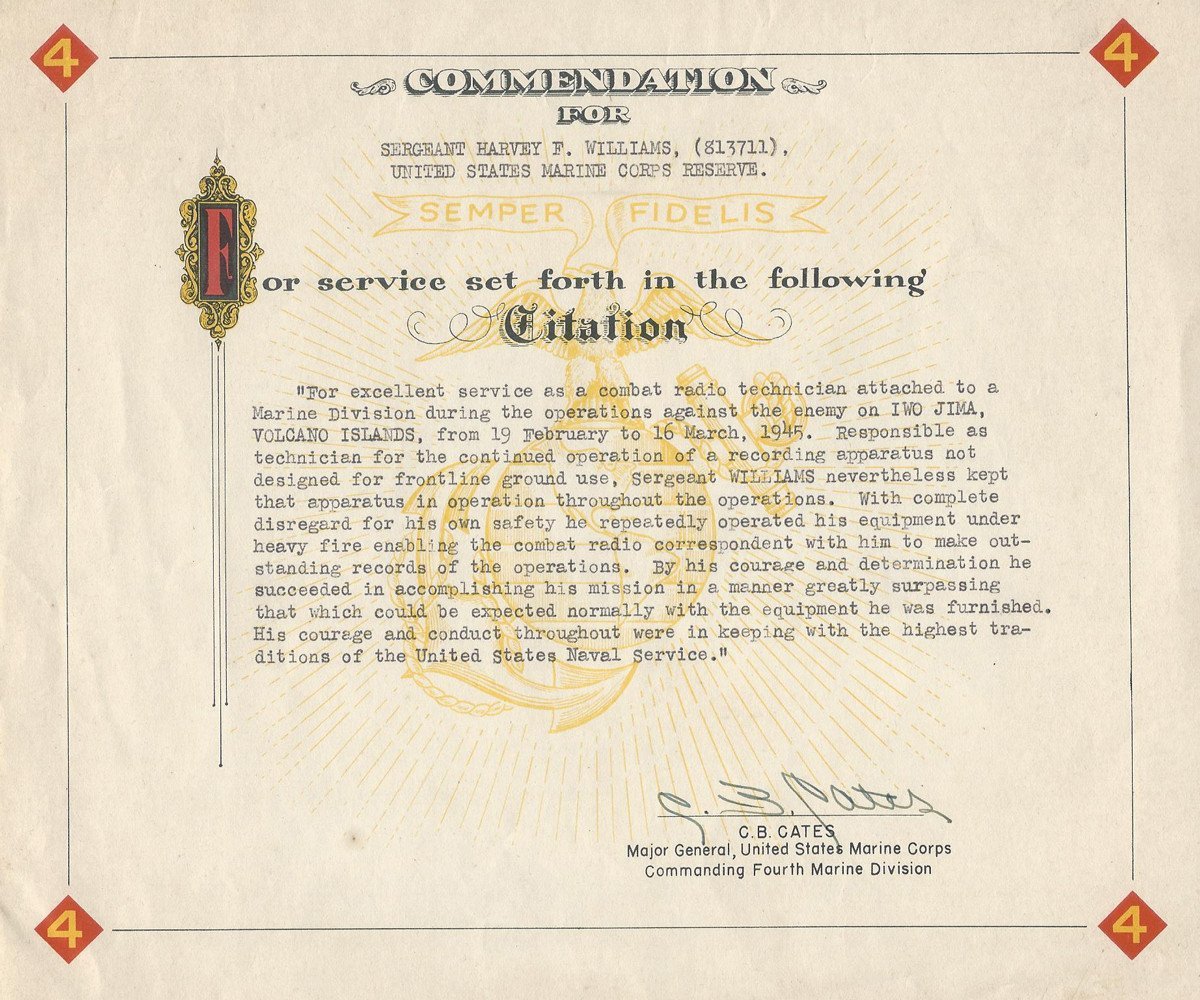 4 4
COMMENDATION
FOR
SERGEANT HARVEY F. WILLIAMS, (813711),
UNITED STATES MARINE CORPS RESERVE.
SEMPER FIDELIS
For service set forth in the following
Citation
"For excellent service as a combat radio technician attached to a
Marine Division during the operations against the enemy on IWO JIMA,
VOLCANO ISLANDS, from 19 February to 16 March, 1945. Responsible as
technician for the continued operation of a recording apparatus not
designed for frontline ground use, Sergeant WILLIAMS nevertheless kept
that apparatus in operation throughout the operations. With complete
disregard for his own safety he repeatedly operated his equipment under
heavy fire enabling the combat radio correspondent with him to make out-
standing records of the operations. By his courage and determination he
succeeded in accomplishing his mission in a manner greatly surpassing
that which could be expected normally with the equipment he was furnished.
His courage and conduct throughout were in keeping with the highest tra-
ditions of the United States Naval Service."
C. B. Cates
C.B. CATES
Major General, United States Marine Corps
Commanding Fourth Marine Division
4 4